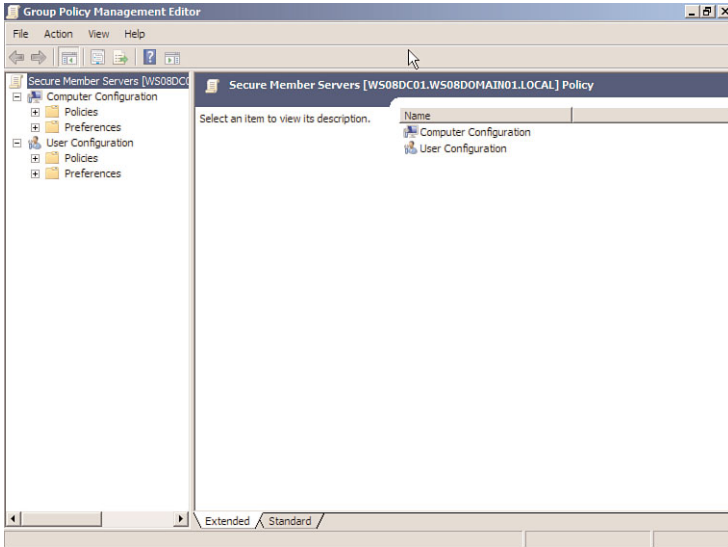 Group Policy Management Editor
File Action View Help
Secure Member Servers [WS08DC0
Computer Configuration
Policies
Preferences
User Configuration
Policies
Preferences
Secure Member Servers [WS08DC01.WS08DOMAIN01.LOCAL] Policy
Select an item to view its description.
Name
Computer Configuration
User Configuration
Extended Standard